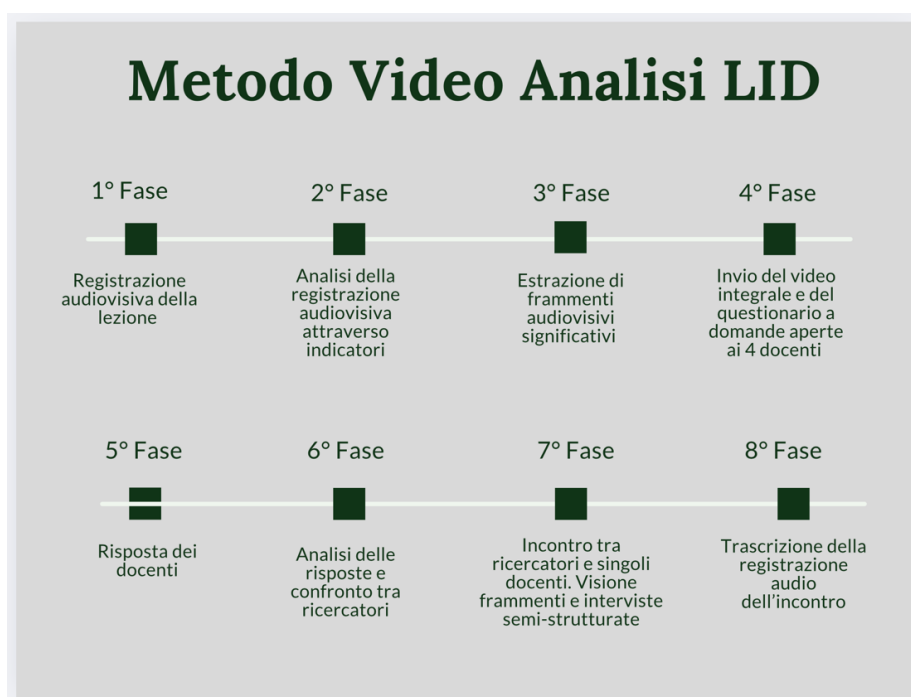 Metodo Video Analisi LID
1° Fase
2° Fase
3° Fase
4° Fase
Registrazione
audiovisiva della
lezione
Analisi della
registrazione
audiovisiva
attraverso
indicatori
Estrazione di
frammenti
audiovisivi
significativi
Invio del video
integrale e del
questionario a
domande aperte
ai 4 docenti
5° Fase
6° Fase
7° Fase
8° Fase
Risposta dei
docenti
Analisi delle
risposte e
confronto tra
ricercatori
Incontro tra
ricercatori e singoli
docenti. Visione
frammenti e interviste
semi-strutturate
Trascrizione della
registrazione
audio
dell'incontro